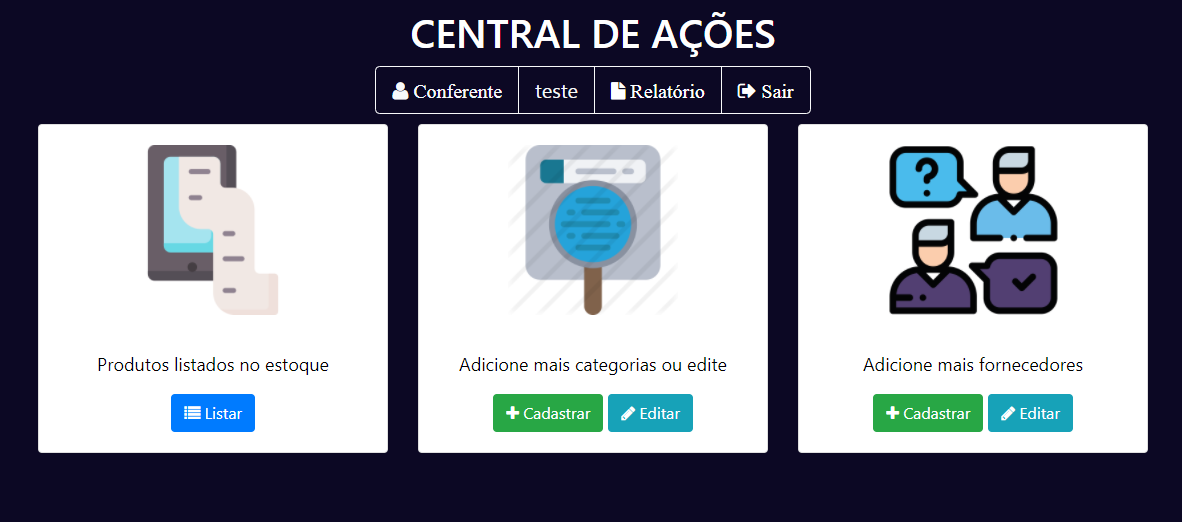 CENTRAL DE AÇÕES
Conferente teste Relatório Sair
Produtos listados no estoque
Listar
Adicione mais categorias ou edite
Cadastrar Editar
Adicione mais fornecedores
Cadastrar Editar